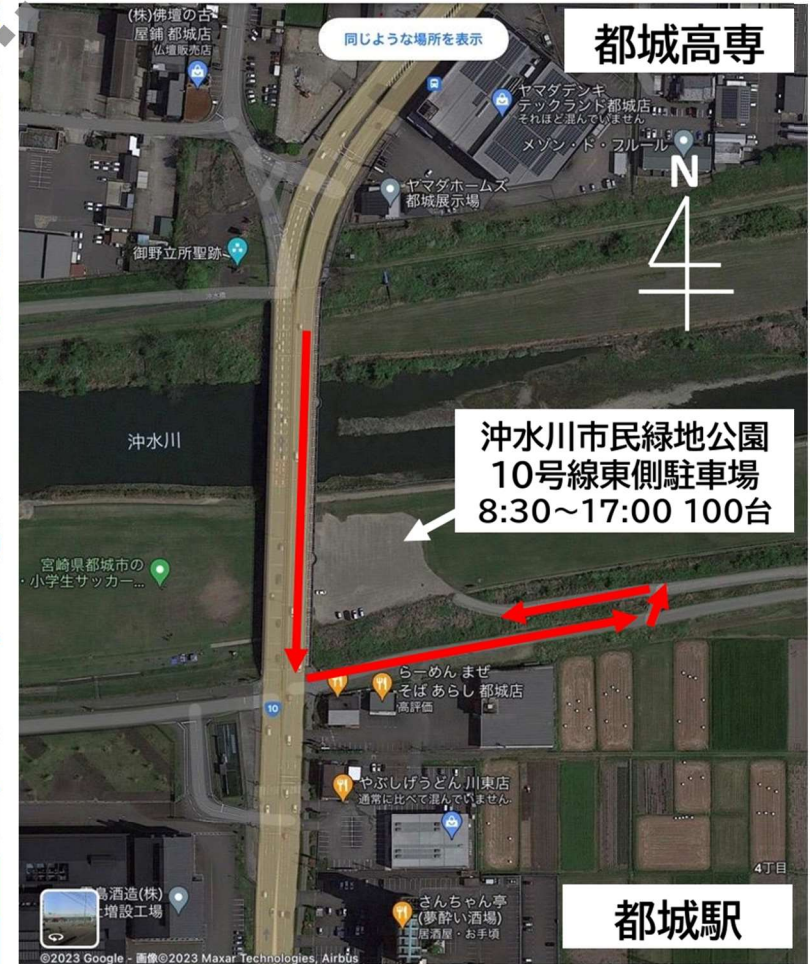 (株)佛壇の古
屋鋪 都城店
仏壇販売店
同じような場所を表示
都城高専
ヤマダデンキ
テックランド都城店
それほど混んでいません
メゾン・ド・フルール
N
ヤマダホームズ
都城展示場
御野立所聖跡
沖水川
沖水川市民緑地公園
10号線東側駐車場
8:30～17:00 100台
宮崎県都城市の
・小学生サッカー...
らーめん まぜ
そば あらし 都城店
高評価
10
やぶしげうどん 川東店
通常に比べて混んでいません
4丁目
島酒造(株)
増設工場
さんちゃん亭
(夢酔い酒場)
居酒屋・お手頃
都城駅
©2023 Google - 画像©2023 Maxar Technologies, Airbus